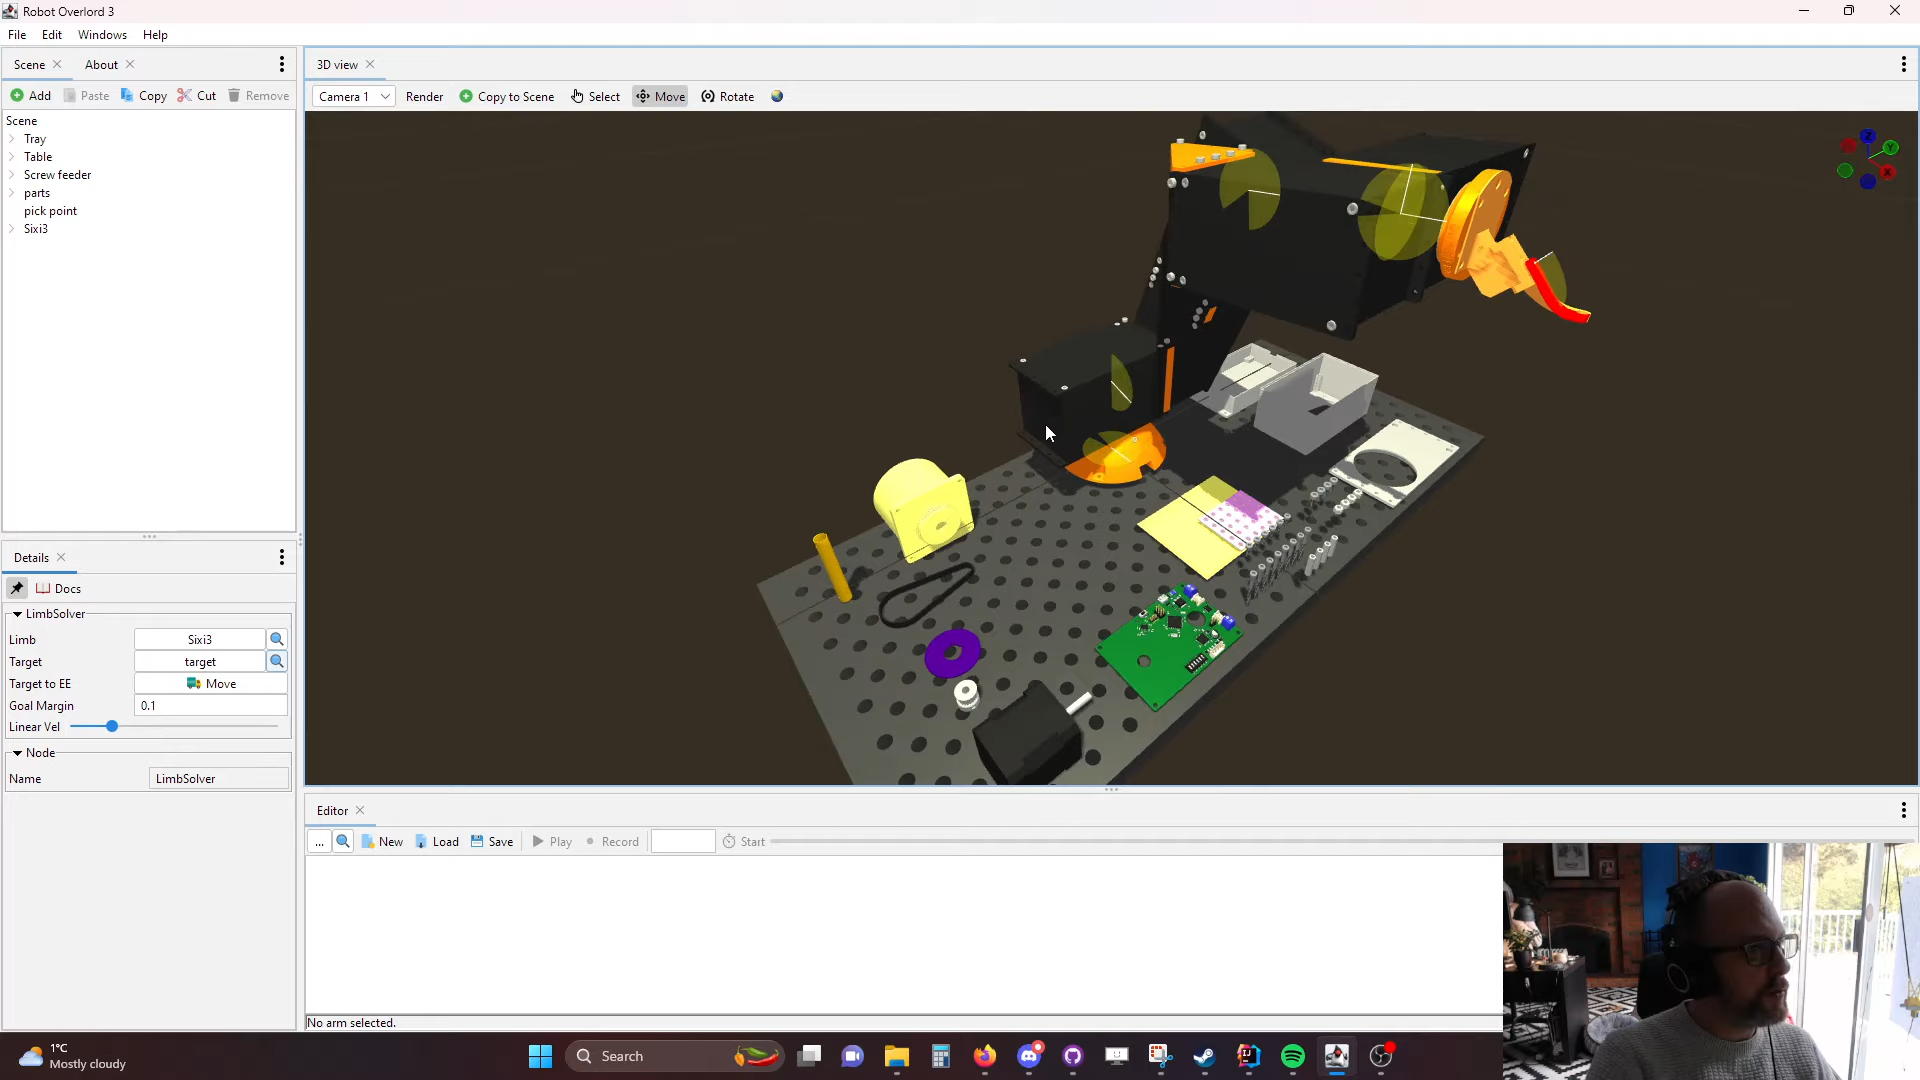 Robot Overlord 3
File Edit Windows Help
Scene About
Add Paste Copy Cut Remove
Scene
Tray
Table
Screw feeder
parts
pick point
Sixi3
3D view
Camera 1 Render Copy to Scene Select Move Rotate
Z
Y
X
Details
Docs
LimbSolver
Limb Sixi3
Target target
Target to EE Move
Goal Margin 0.1
Linear Vel
Node
Name LimbSolver
Editor
... New Load Save Play Record Start
No arm selected.
1°C
Mostly cloudy
Search